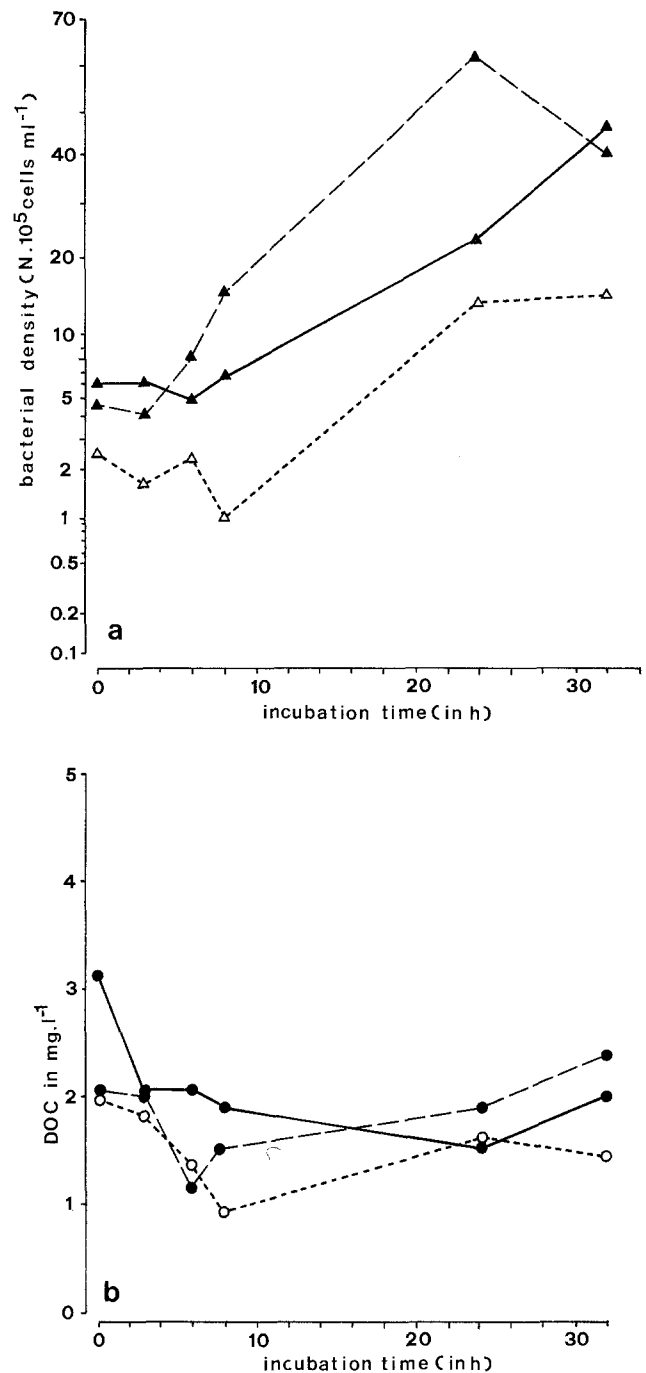 70
40
20
10
5
2
1
0.5
0.2
0.1
bacterial density (N.10⁵cells ml⁻¹)
a
0 10 20 30
incubation time (in h)
5
4
3
2
1
0
DOC in mg.l⁻¹
b
0 10 20 30
incubation time (in h)